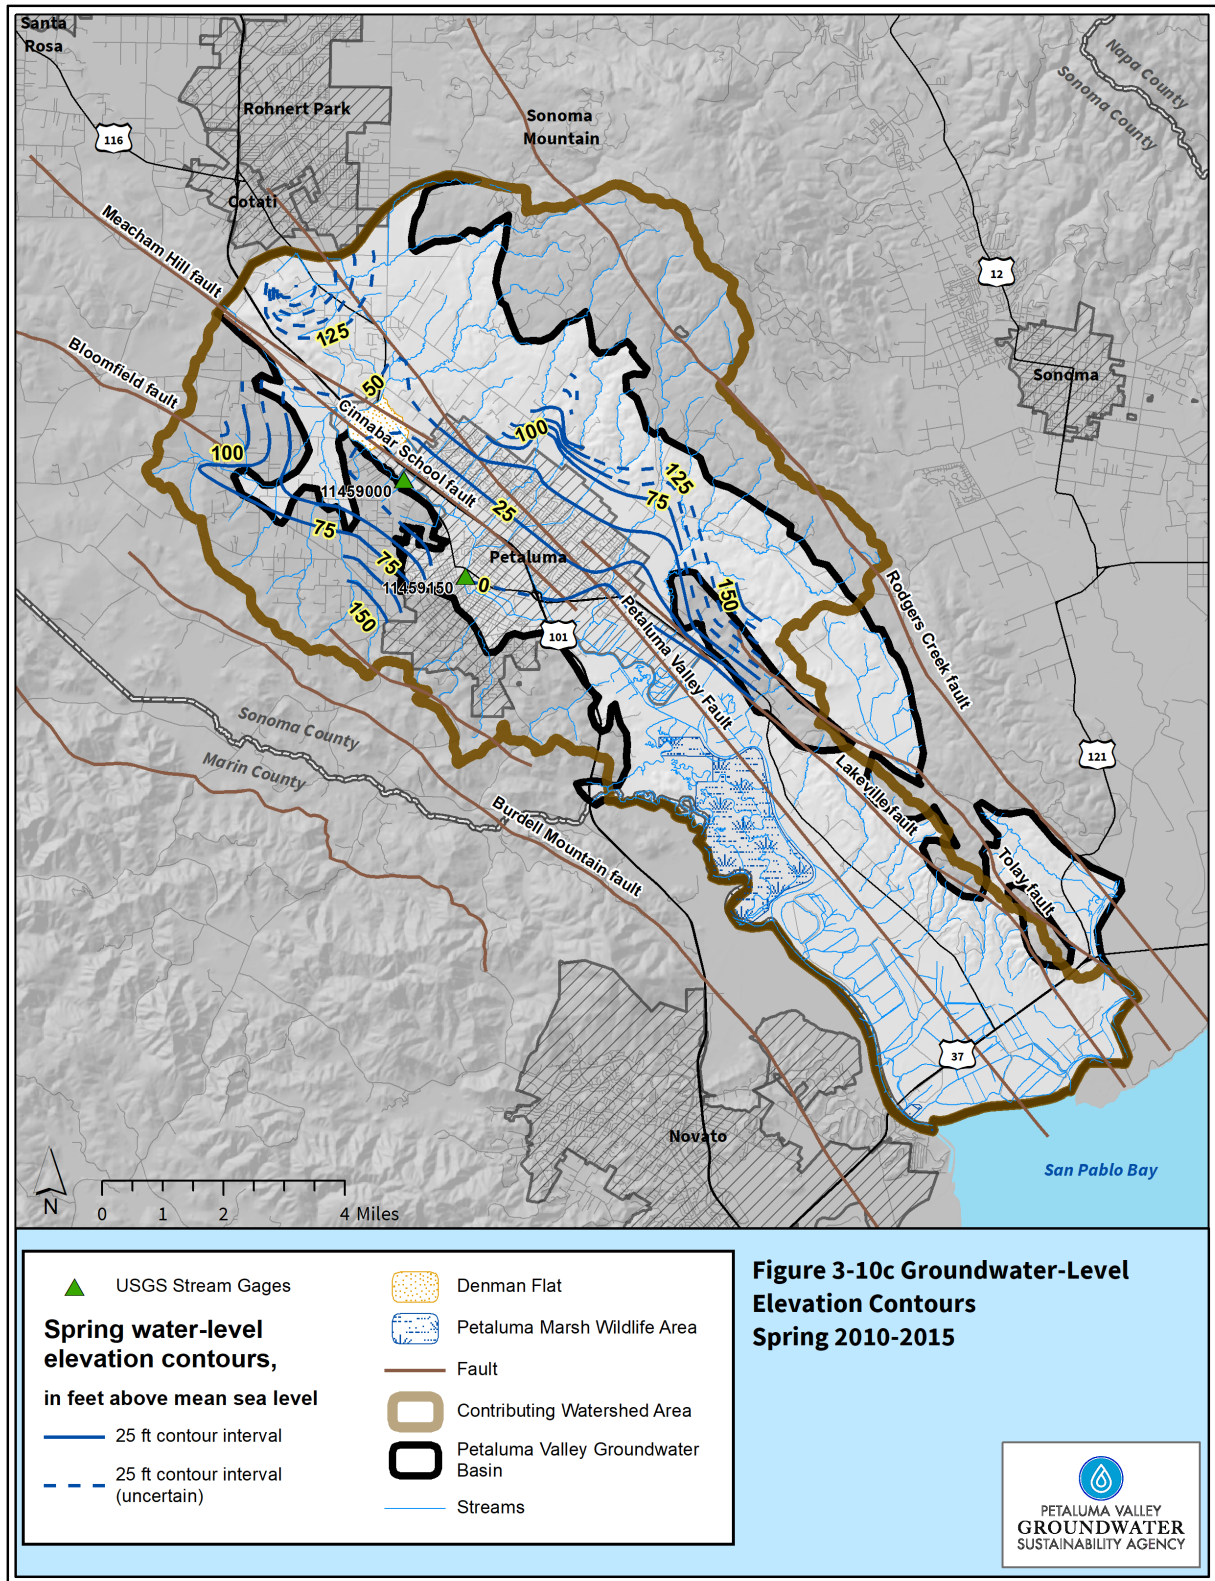 Santa
Rosa
Napa County
Sonoma County
Rohnert Park
Sonoma
Mountain
116
Cotati
Meacham Hill fault
12
125
Bloomfield fault
50
Sonoma
Cinnabar School fault
100
100
125
11459000
75
25
75
Petaluma
75
11459150
0
150
150
Rodgers Creek fault
101
Petaluma Valley Fault
Sonoma County
Marin County
121
Lakeville fault
Burdell Mountain fault
Tolay fault
37
Novato
San Pablo Bay
N
0 1 2 4 Miles
USGS Stream Gages
Spring water-level
elevation contours,
in feet above mean sea level
25 ft contour interval
25 ft contour interval
(uncertain)
Denman Flat
Petaluma Marsh Wildlife Area
Fault
Contributing Watershed Area
Petaluma Valley Groundwater
Basin
Streams
Figure 3-10c Groundwater-Level
Elevation Contours
Spring 2010-2015
PETALUMA VALLEY
GROUNDWATER
SUSTAINABILITY AGENCY